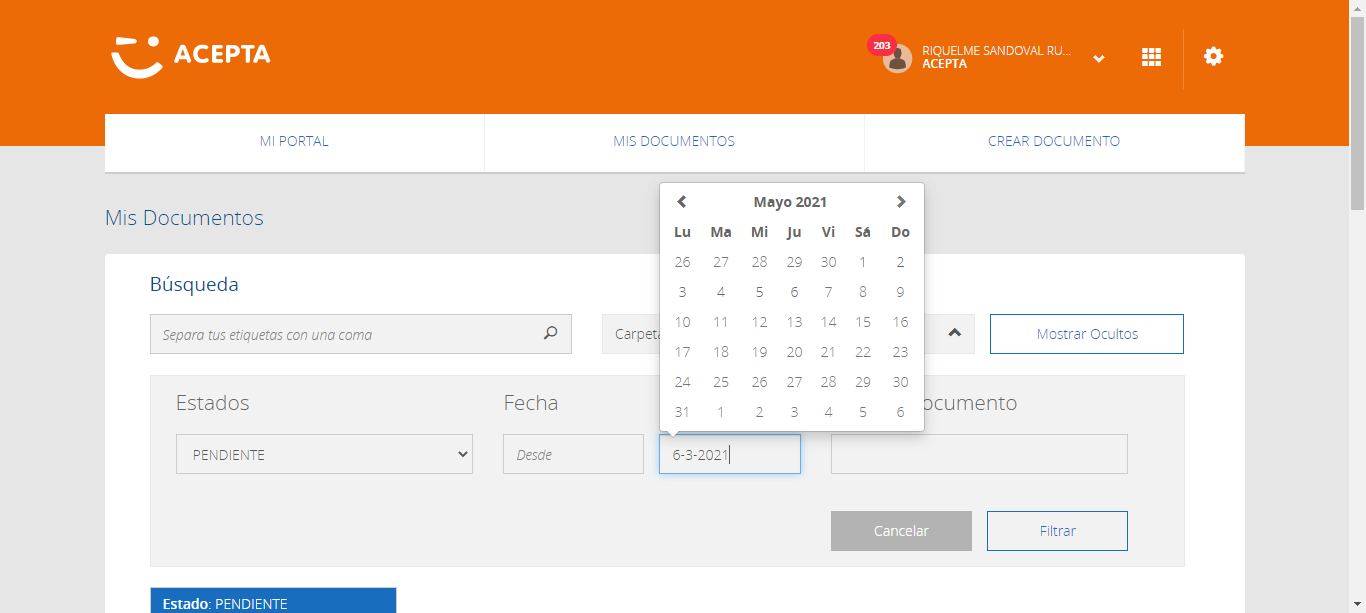 ACEPTA
203
RIQUELME SANDOVAL RU...
ACEPTA
MI PORTAL
MIS DOCUMENTOS
CREAR DOCUMENTO
Mis Documentos
Mayo 2021
Lu Ma Mi Ju Vi Sá Do
26 27 28 29 30 1 2
3 4 5 6 7 8 9
10 11 12 13 14 15 16
17 18 19 20 21 22 23
24 25 26 27 28 29 30
31 1 2 3 4 5 6
Búsqueda
Separa tus etiquetas con una coma
Carpeta
Mostrar Ocultos
Estados
Fecha
ocumento
PENDIENTE
Desde
6-3-2021
Cancelar
Filtrar
Estado: PENDIENTE